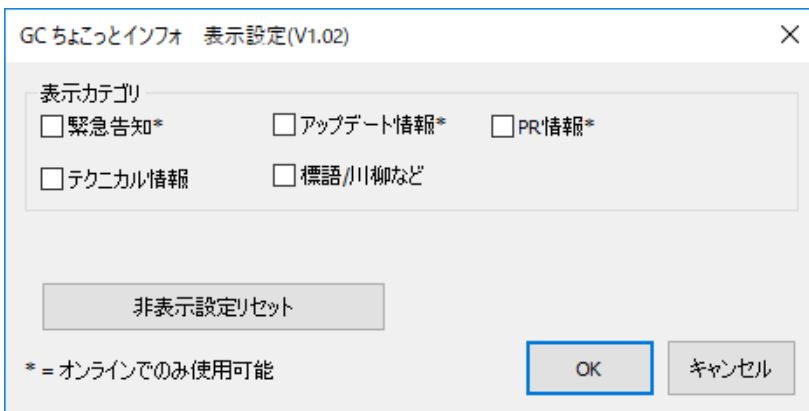 GC ちょこっとインフォ　表示設定(V1.02)
表示カテゴリ
緊急告知* アップデート情報* PR情報*
テクニカル情報 標語/川柳など
非表示設定リセット
* = オンラインでのみ使用可能 OK キャンセル